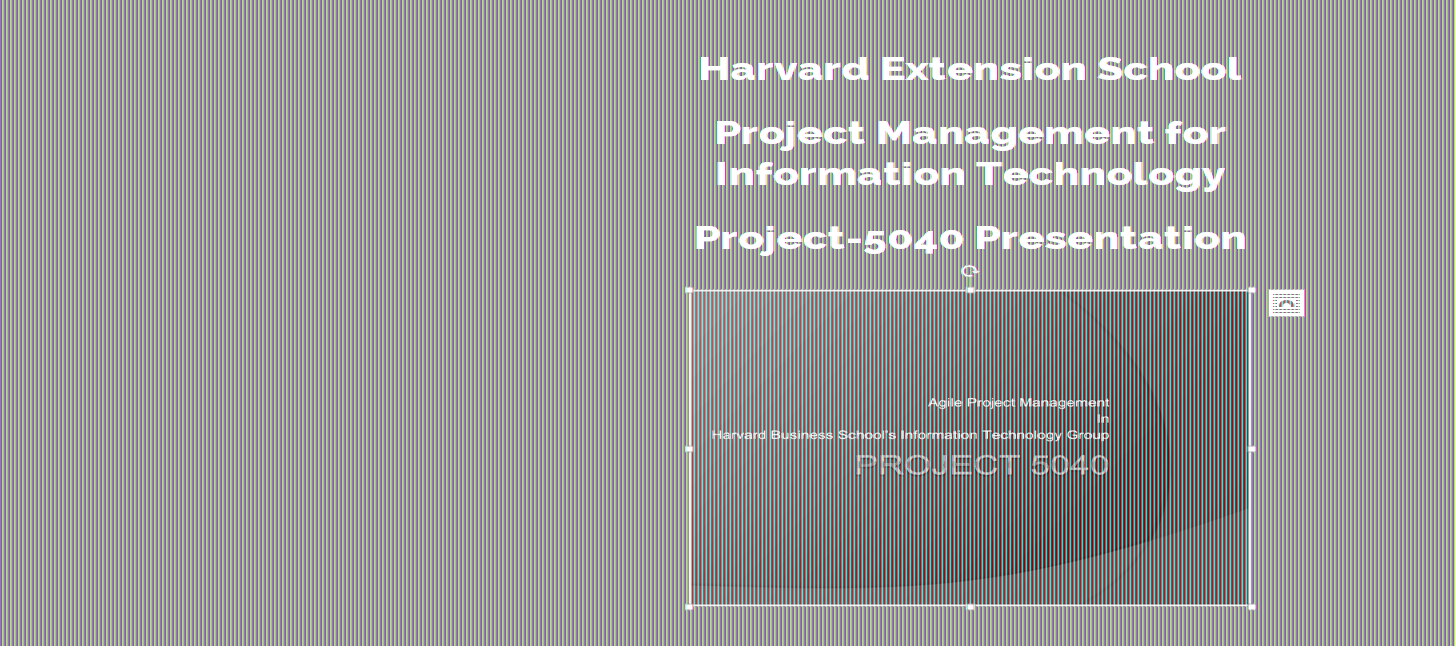 Harvard Extension School
Project Management for
Information Technology
Project-5040 Presentation
Agile Project Management
In
Harvard Business School's Information Technology Group
PROJECT 5040